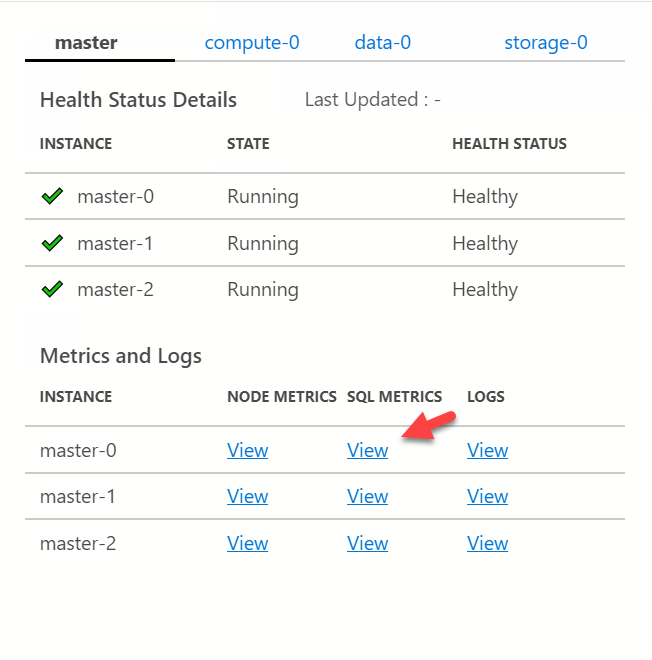 master compute-0 data-0 storage-0
Health Status Details Last Updated : -
INSTANCE STATE HEALTH STATUS
master-0 Running Healthy
master-1 Running Healthy
master-2 Running Healthy
Metrics and Logs
INSTANCE NODE METRICS SQL METRICS LOGS
master-0 View View View
master-1 View View View
master-2 View View View